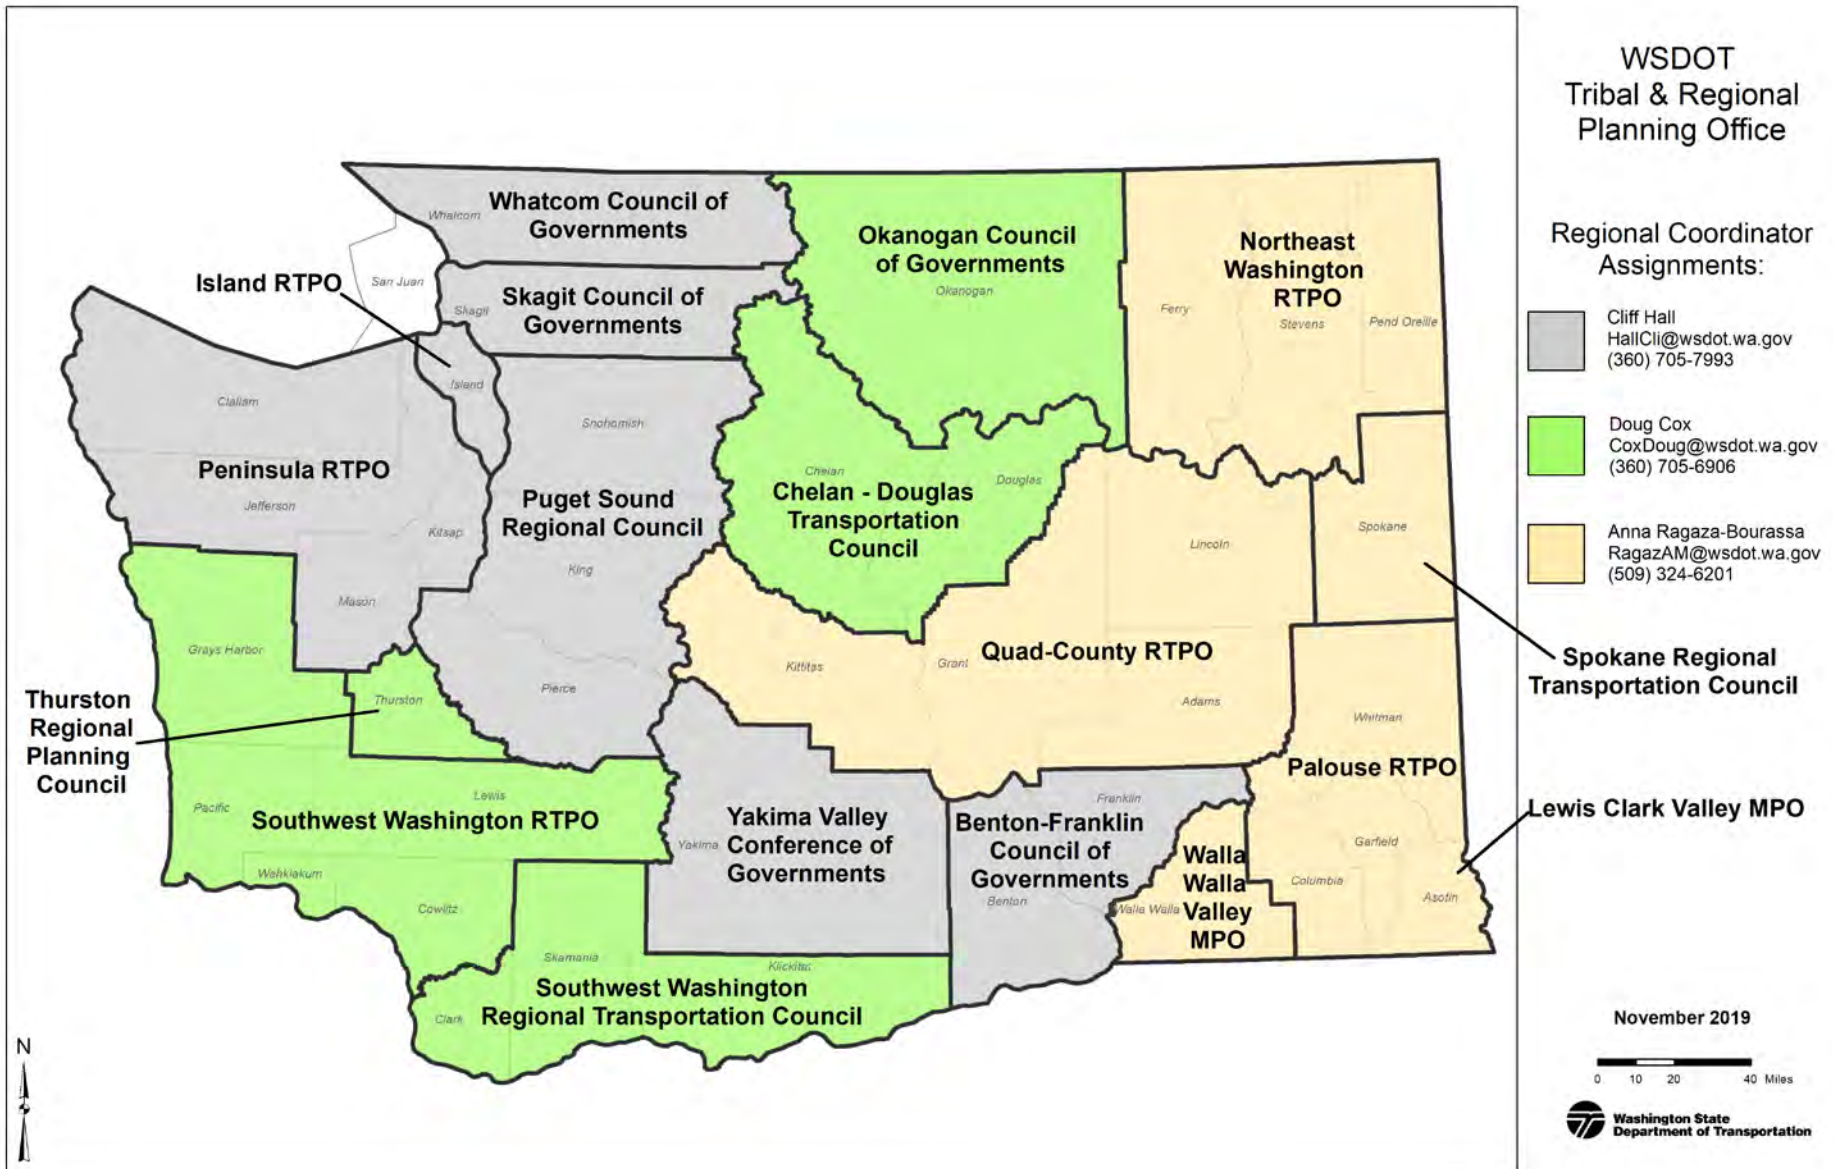 WSDOT
Tribal & Regional
Planning Office
Regional Coordinator
Assignments:
Cliff Hall
HallCli@wsdot.wa.gov
(360) 705-7993
Doug Cox
CoxDoug@wsdot.wa.gov
(360) 705-6906
Anna Ragaza-Bourassa
RagazAM@wsdot.wa.gov
(509) 324-6201
Whatcom Council of
Governments
Whatcom
Island RTPO
San Juan
Skagit Council of
Governments
Skagit
Okanogan Council
of Governments
Okanogan
Northeast
Washington
RTPO
Ferry
Stevens
Pend Oreille
Island
Clallam
Peninsula RTPO
Jefferson
Kitsap
Mason
Snohomish
Puget Sound
Regional Council
King
Pierce
Chelan
Douglas
Chelan - Douglas
Transportation
Council
Lincoln
Spokane
Quad-County RTPO
Kittitas
Grant
Adams
Spokane Regional
Transportation Council
Grays Harbor
Thurston
Thurston
Regional
Planning
Council
Whitman
Palouse RTPO
Garfield
Columbia
Asotin
Lewis Clark Valley MPO
Pacific
Lewis
Southwest Washington RTPO
Wahkiakum
Cowlitz
Yakima Valley
Conference of
Governments
Yakima
Franklin
Benton-Franklin
Council of
Governments
Benton
Walla
Walla
Valley
MPO
Walla Walla
Skamania
Klickitat
Southwest Washington
Regional Transportation Council
Clark
N
November 2019
0 10 20 40 Miles
Washington State
Department of Transportation